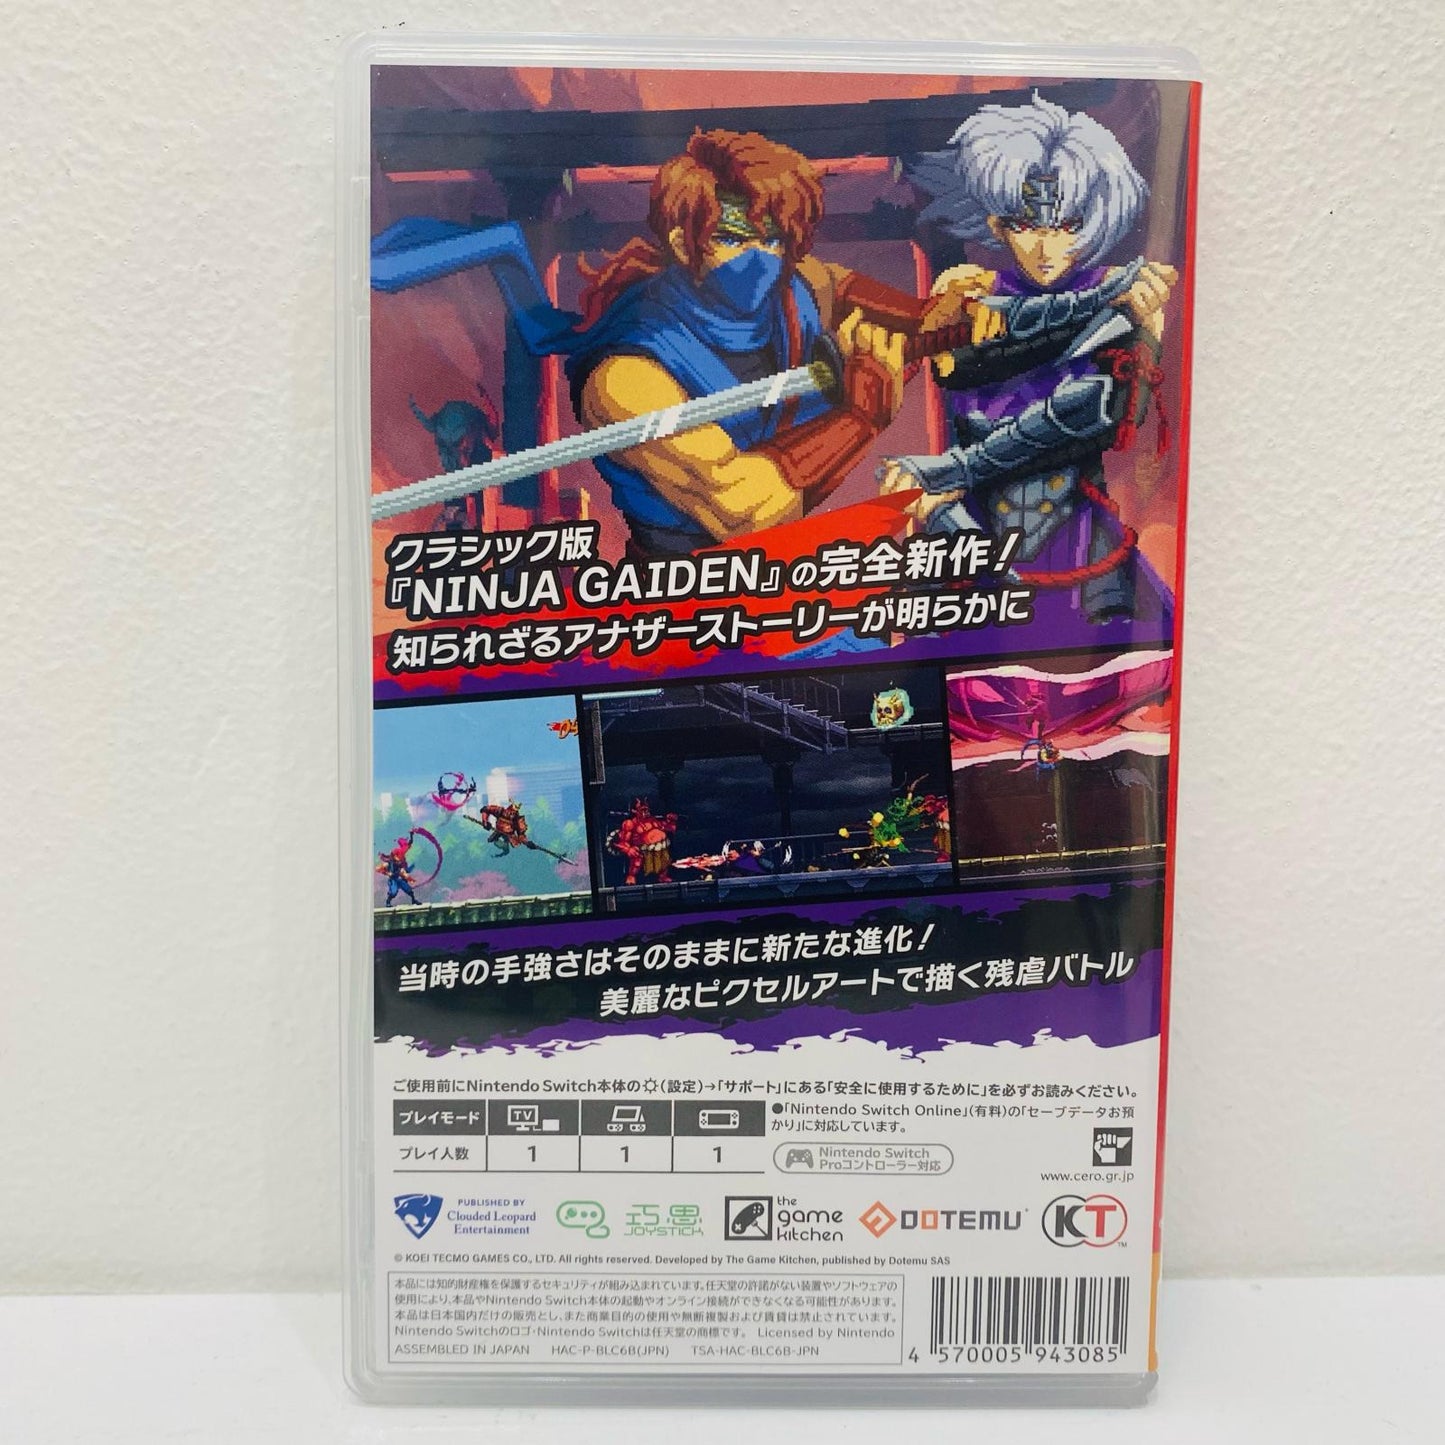 クラシック版
『NINJA GAIDEN』の完全新作！
知られざるアナザーストーリーが明らかに
当時の手強さはそのままに新たな進化！
美麗なピクセルアートで描く残虐バトル
ご使用前にNintendo Switch本体の(設定)→「サポート」にある「安全に使用するために」を必ずお読みください。
プレイモード TV
プレイ人数 1 1 1
●「Nintendo Switch Online」(有料)の「セーブデータお預
かり」に対応しています。
Nintendo Switch
Proコントローラー対応
www.cero.gr.jp
PUBLISHED BY
Clouded Leopard
Entertainment
巧思
JOYSTICK
the
game
kitchen
DOTEMU
KT
TM
© KOEI TECMO GAMES CO., LTD. All rights reserved. Developed by The Game Kitchen, published by Dotemu SAS
本品には知的財産権を保護するセキュリティが組み込まれています。任天堂の許諾がない装置やソフトウェアの
使用により、本品やNintendo Switch本体の起動やオンライン接続ができなくなる可能性があります。
本品は日本国内だけの販売とし、また商業目的の使用や無断複製および賃貸は禁止されています。
Nintendo Switchのロゴ・Nintendo Switchは任天堂の商標です。 Licensed by Nintendo
ASSEMBLED IN JAPAN HAC-P-BLC6B(JPN) TSA-HAC-BLC6B-JPN
4 570005 943085